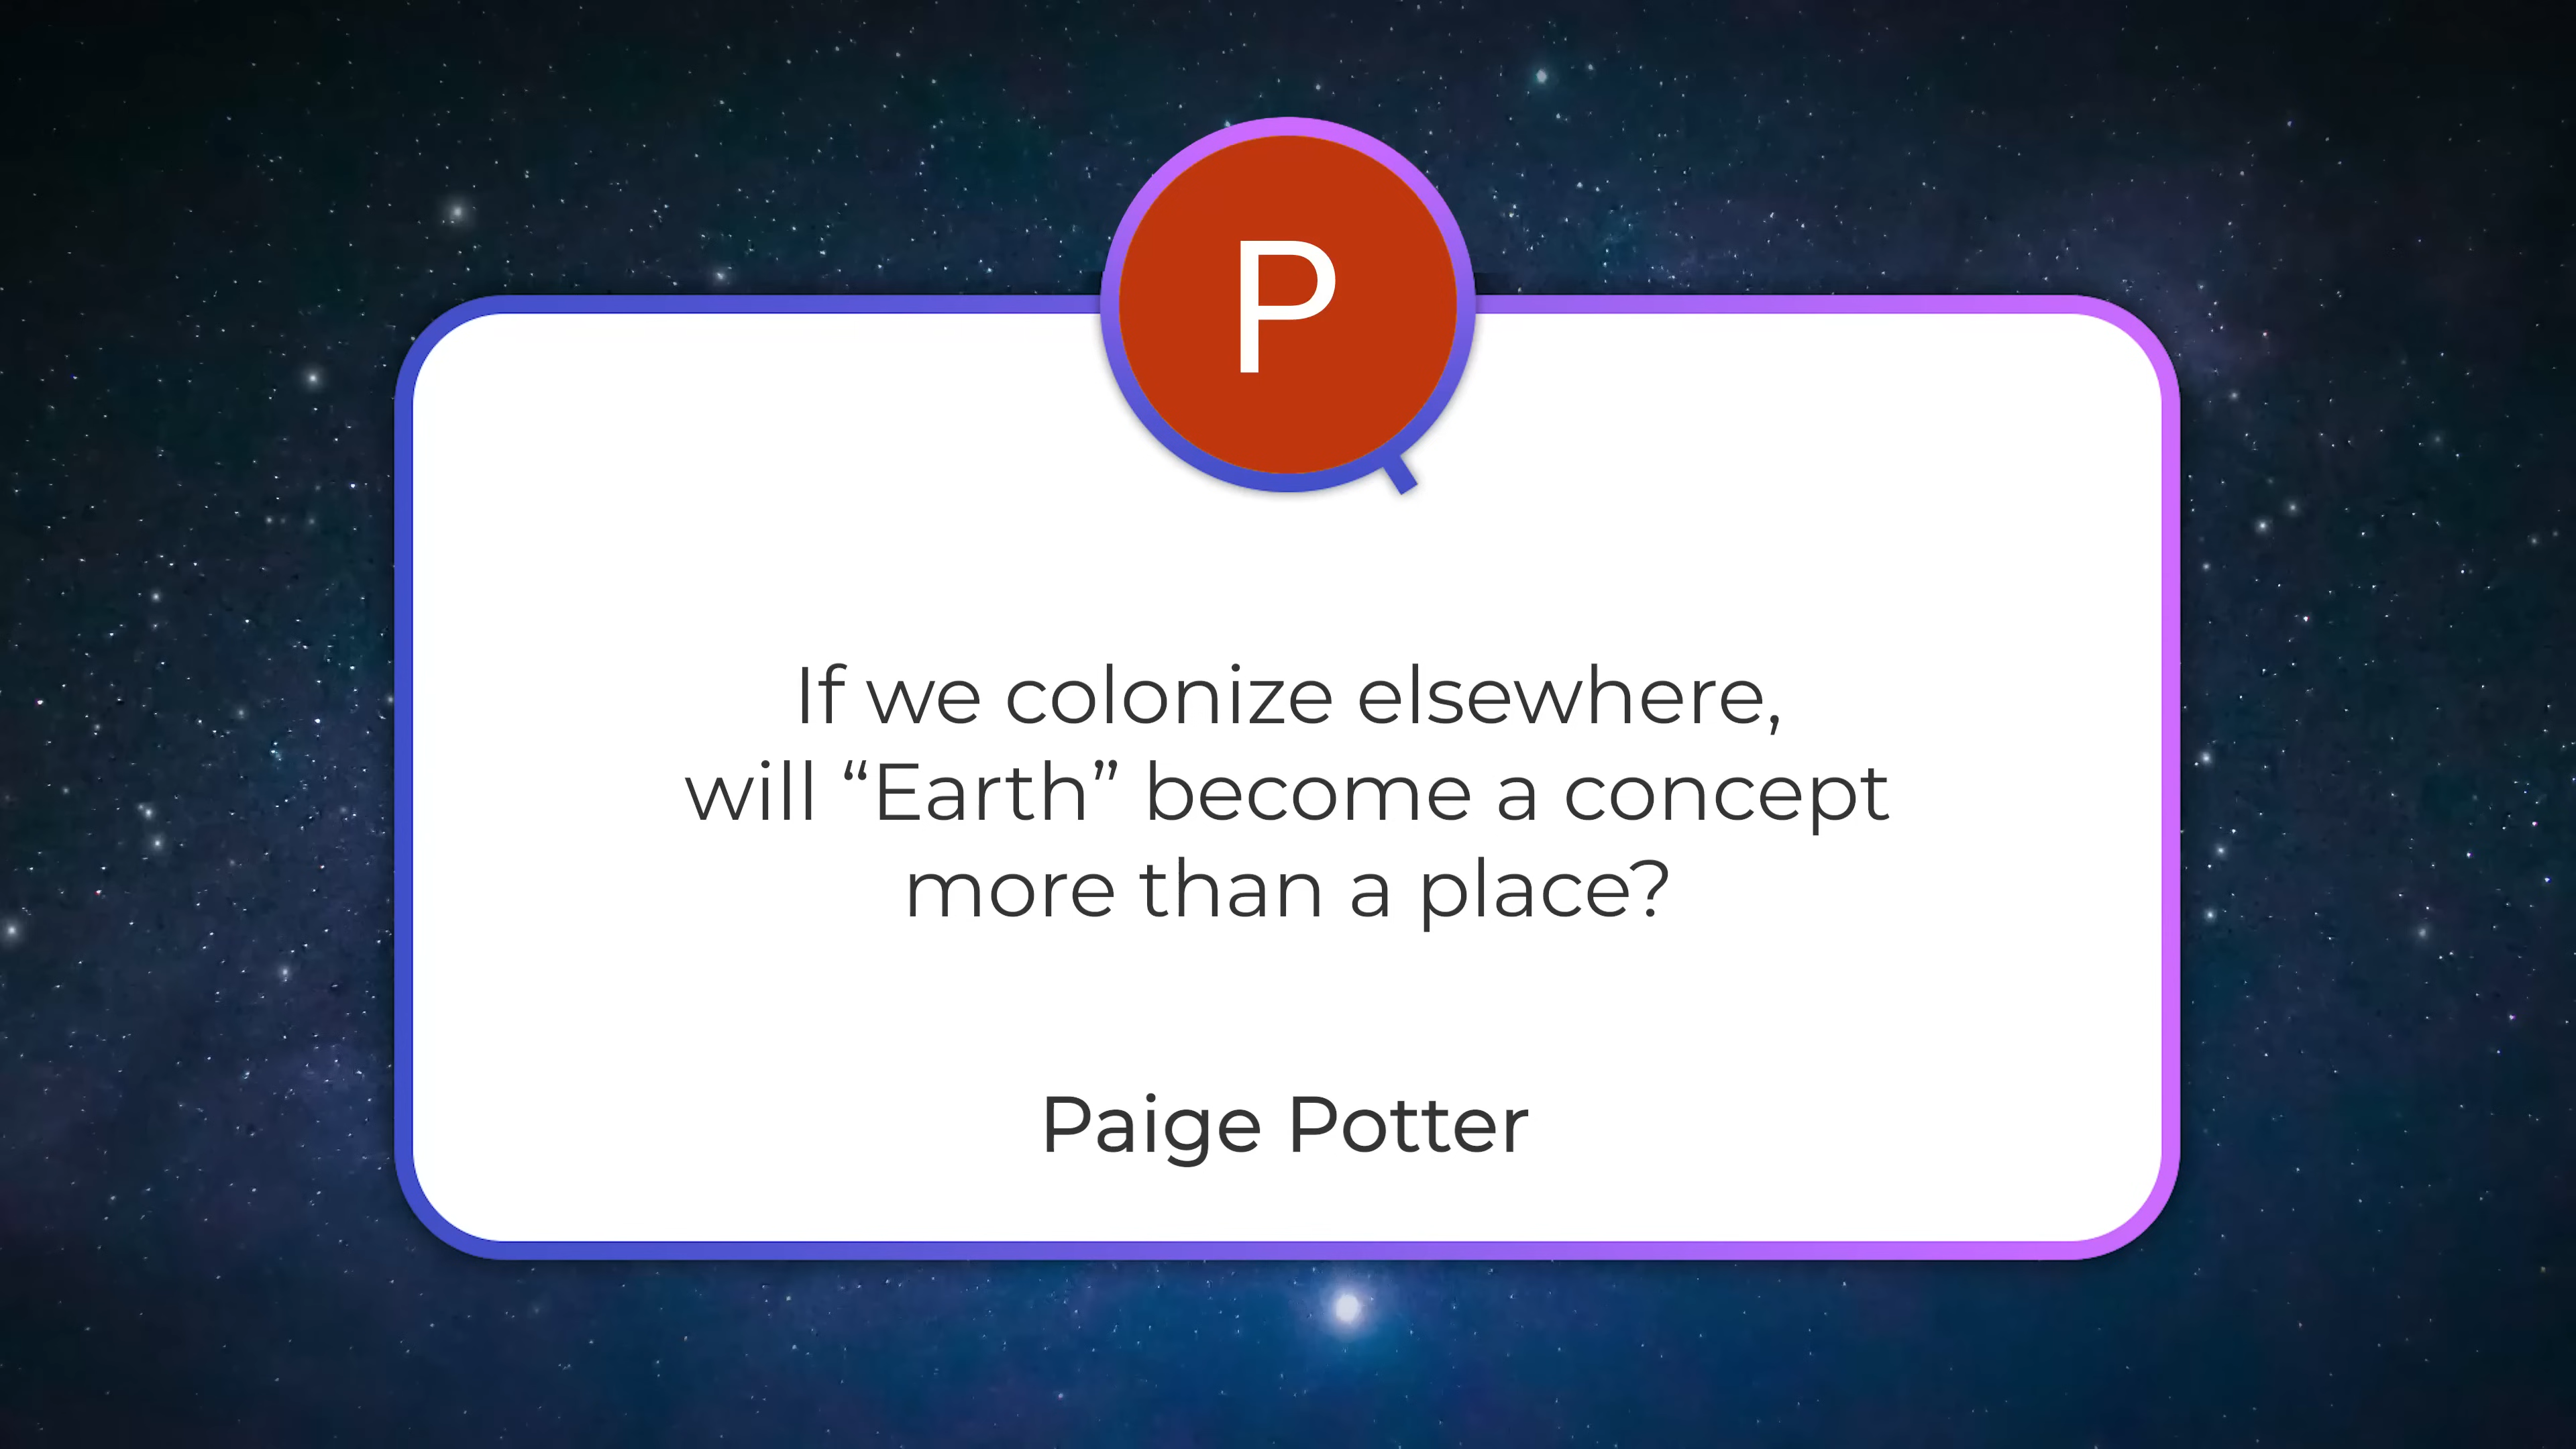 P
If we colonize elsewhere,
will “Earth” become a concept
more than a place?
Paige Potter